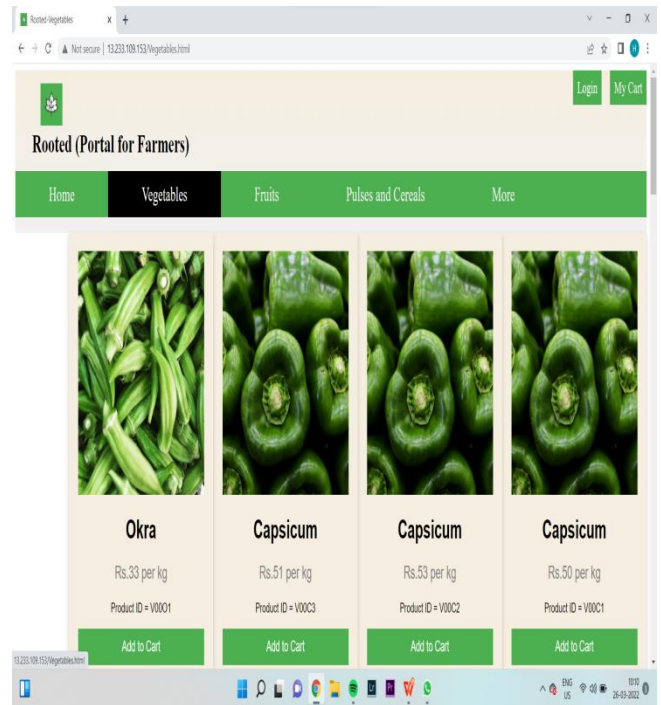 Rooted-Vegetables
Not secure | 13.233.109.153/Vegetables.html
H
Login My Cart
Rooted (Portal for Farmers)
Home Vegetables Fruits Pulses and Cereals More
Okra Capsicum Capsicum Capsicum
Rs.33 per kg Rs.51 per kg Rs.53 per kg Rs.50 per kg
Product ID = V00O1 Product ID = V00C3 Product ID = V00C2 Product ID = V00C1
Add to Cart Add to Cart Add to Cart Add to Cart
13.233.109.153/Vegetables.html
ENG
US
10:10
26-03-2022